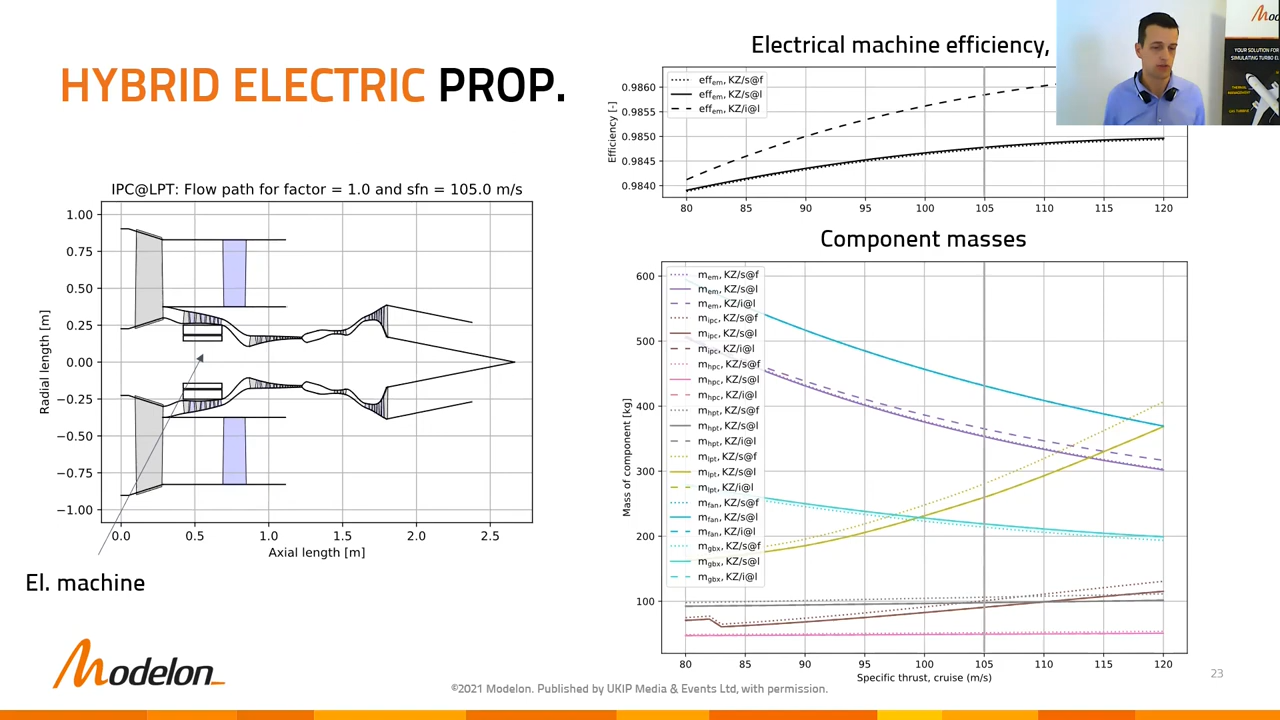 HYBRID ELECTRIC PROP.
IPC@LPT: Flow path for factor = 1.0 and sfn = 105.0 m/s
Radial length [m]
1.00
0.75
0.50
0.25
0.00
−0.25
−0.50
−0.75
−1.00
0.0 0.5 1.0 1.5 2.0 2.5
Axial length [m]
El. machine
Modelon
Electrical machine efficiency,
Efficiency [-]
0.9860
0.9855
0.9850
0.9845
0.9840
eff_em, KZ/s@f
eff_em, KZ/s@l
eff_em, KZ/i@l
80 85 90 95 100 105 110 115 120
Component masses
Mass of component [kg]
600
500
400
300
200
100
m_em, KZ/s@f
m_em, KZ/s@l
m_em, KZ/i@l
m_ipc, KZ/s@f
m_ipc, KZ/s@l
m_ipc, KZ/i@l
m_hpc, KZ/s@f
m_hpc, KZ/s@l
m_hpc, KZ/i@l
m_hpt, KZ/s@f
m_hpt, KZ/s@l
m_hpt, KZ/i@l
m_lpt, KZ/s@f
m_lpt, KZ/s@l
m_lpt, KZ/i@l
m_fan, KZ/s@f
m_fan, KZ/s@l
m_fan, KZ/i@l
m_gbx, KZ/s@f
m_gbx, KZ/s@l
m_gbx, KZ/i@l
80 85 90 95 100 105 110 115 120
Specific thrust, cruise (m/s)
©2021 Modelon. Published by UKIP Media & Events Ltd, with permission.
23
YOUR SOLUTION FOR
SIMULATING TURBO EL
THERMAL
MANAGEMENT